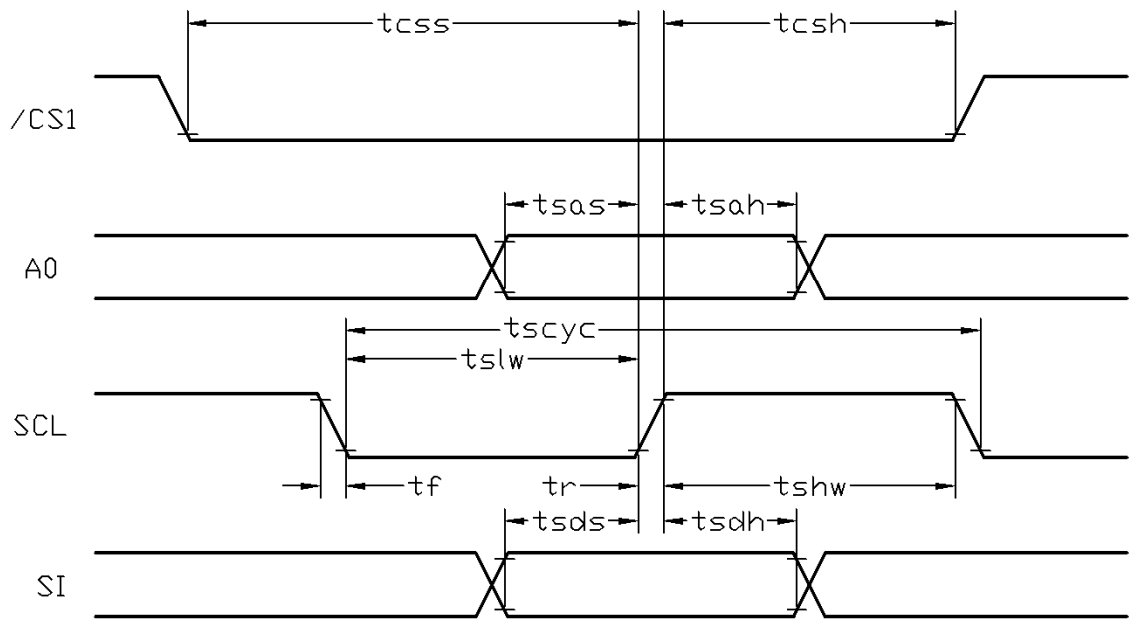 tcss tcsh
/CS1
tsas tsah
A0
tscyc
tslw
SCL
tf tr tshw
tsds tsdh
SI